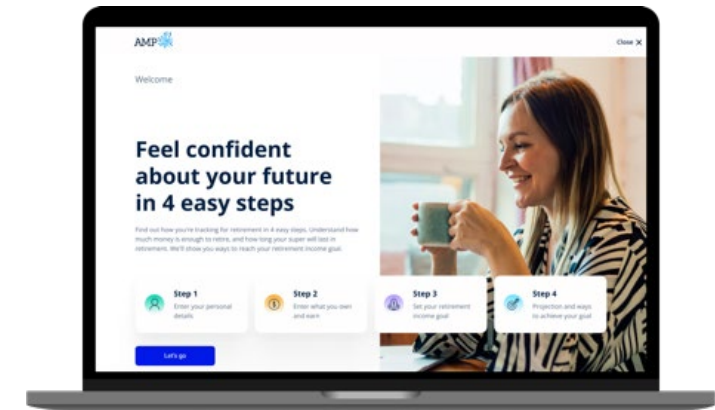 AMP
Close X
Welcome
Feel confident
about your future
in 4 easy steps
Find out how you're tracking for retirement in 4 easy steps. Understand how
much money is enough to retire, and how long your super will last in
retirement. We'll show you ways to reach your retirement income goal.
Step 1
Enter your personal
details
Step 2
Enter what you own
and earn
Step 3
Set your retirement
income goal
Step 4
Projection and ways
to achieve your goal
Let's go